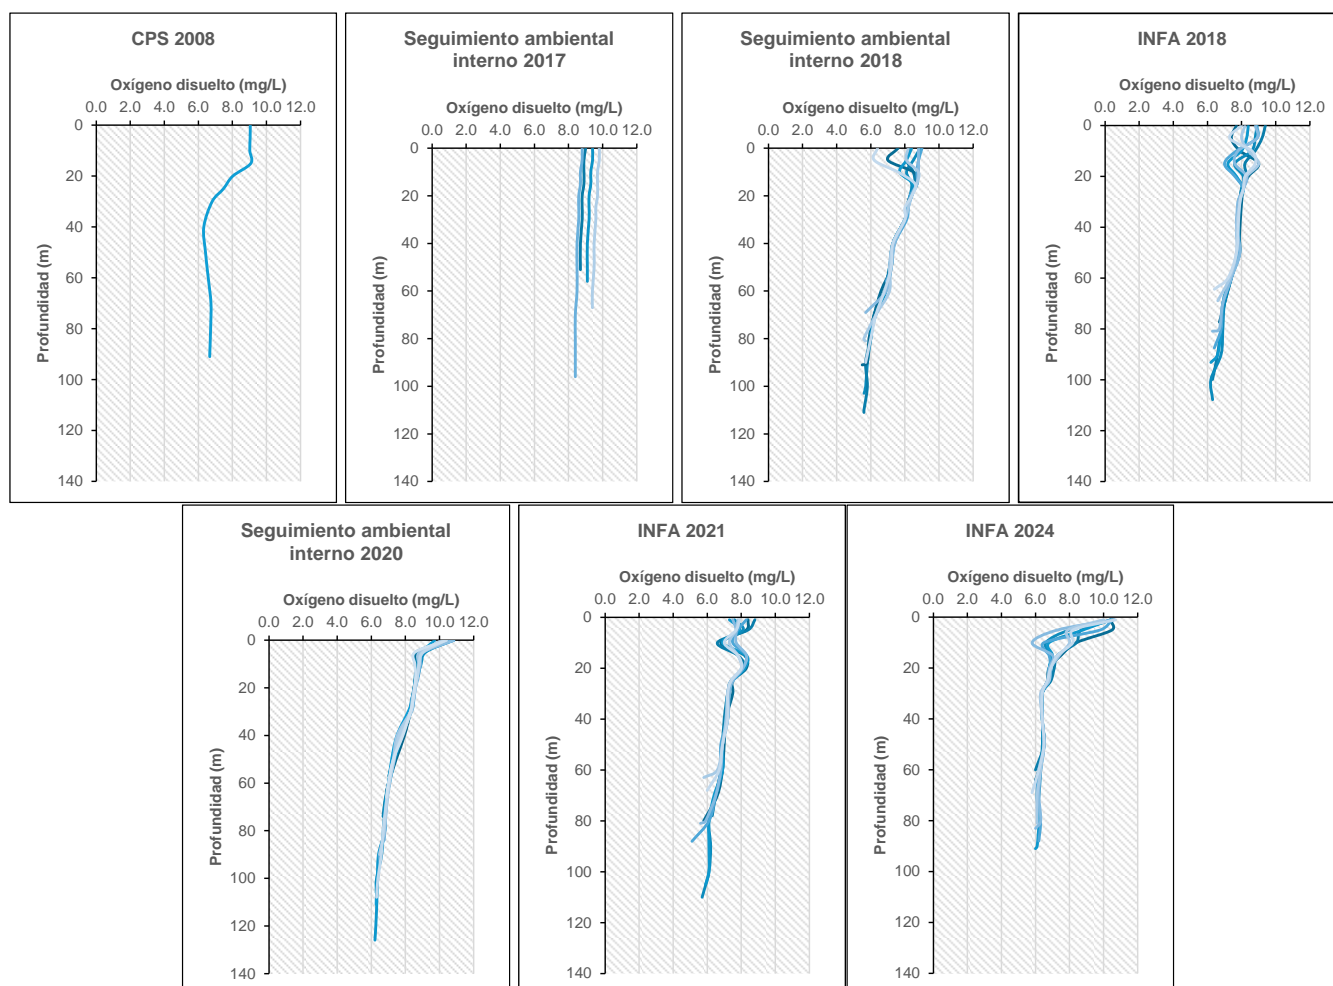 CPS 2008
Oxígeno disuelto (mg/L)
0.0 2.0 4.0 6.0 8.0 10.0 12.0
0
20
40
60
80
100
120
140
Profundidad (m)
Seguimiento ambiental
interno 2017
Oxígeno disuelto (mg/L)
0.0 2.0 4.0 6.0 8.0 10.0 12.0
0
20
40
60
80
100
120
140
Profundidad (m)
Seguimiento ambiental
interno 2018
Oxígeno disuelto (mg/L)
0.0 2.0 4.0 6.0 8.0 10.0 12.0
0
20
40
60
80
100
120
140
Profundidad (m)
INFA 2018
Oxígeno disuelto (mg/L)
0.0 2.0 4.0 6.0 8.0 10.0 12.0
0
20
40
60
80
100
120
140
Profundidad (m)
Seguimiento ambiental
interno 2020
Oxígeno disuelto (mg/L)
0.0 2.0 4.0 6.0 8.0 10.0 12.0
0
20
40
60
80
100
120
140
Profundidad (m)
INFA 2021
Oxígeno disuelto (mg/L)
0.0 2.0 4.0 6.0 8.0 10.0 12.0
0
20
40
60
80
100
120
140
Profundidad (m)
INFA 2024
Oxígeno disuelto (mg/L)
0.0 2.0 4.0 6.0 8.0 10.0 12.0
0
20
40
60
80
100
120
140
Profundidad (m)